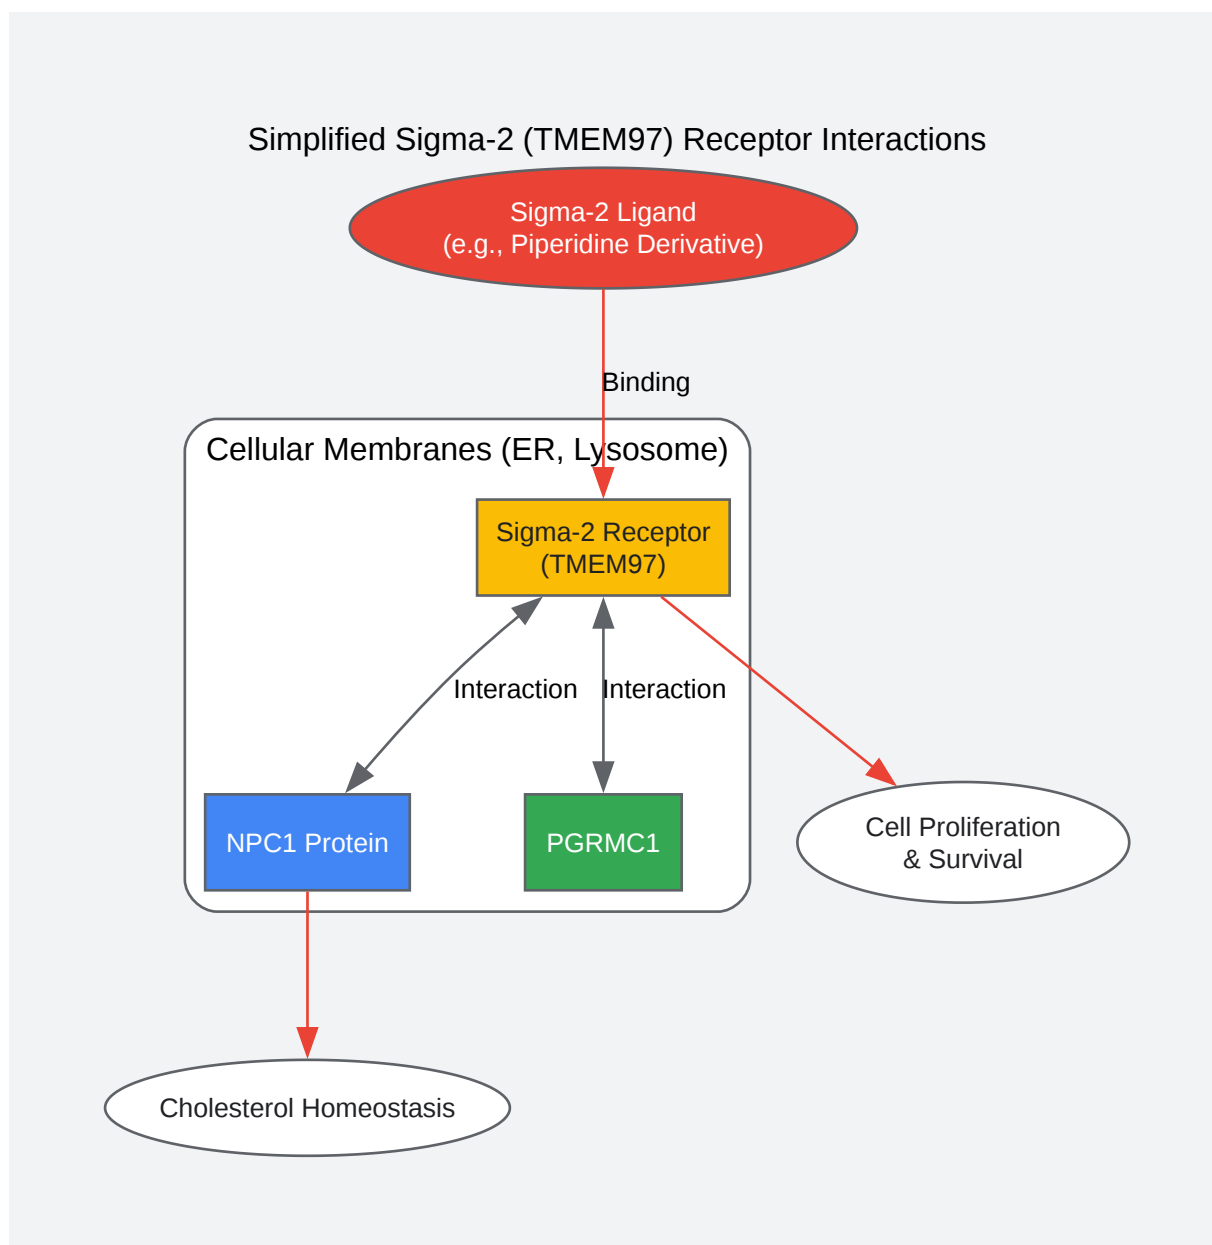 Simplified Sigma-2 (TMEM97) Receptor Interactions
Sigma-2 Ligand
(e.g., Piperidine Derivative)
Binding
Cellular Membranes (ER, Lysosome)
Sigma-2 Receptor
(TMEM97)
Interaction
Interaction
NPC1 Protein
PGRMC1
Cell Proliferation
& Survival
Cholesterol Homeostasis